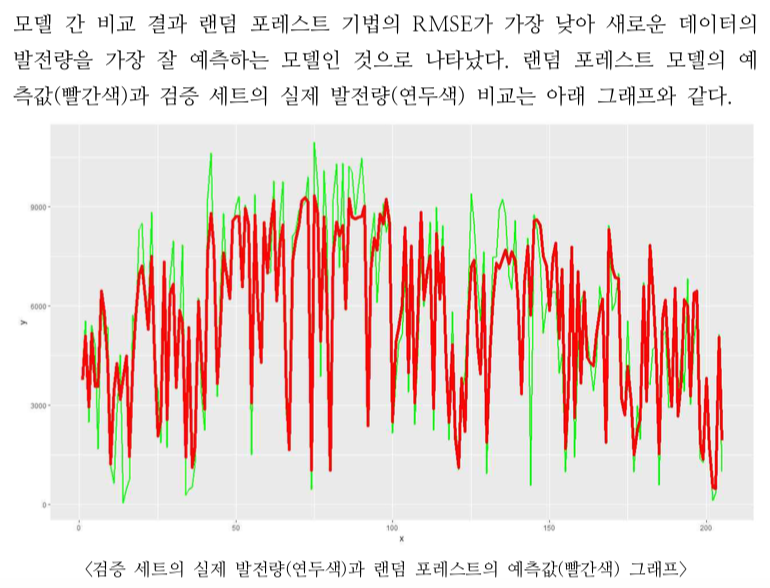 모델 간 비교 결과 랜덤 포레스트 기법의 RMSE가 가장 낮아 새로운 데이터의
발전량을 가장 잘 예측하는 모델인 것으로 나타났다. 랜덤 포레스트 모델의 예
측값(빨간색)과 검증 세트의 실제 발전량(연두색) 비교는 아래 그래프와 같다.
9000
6000
y
3000
0
0 50 100 150 200
x
<검증 세트의 실제 발전량(연두색)과 랜덤 포레스트의 예측값(빨간색) 그래프>